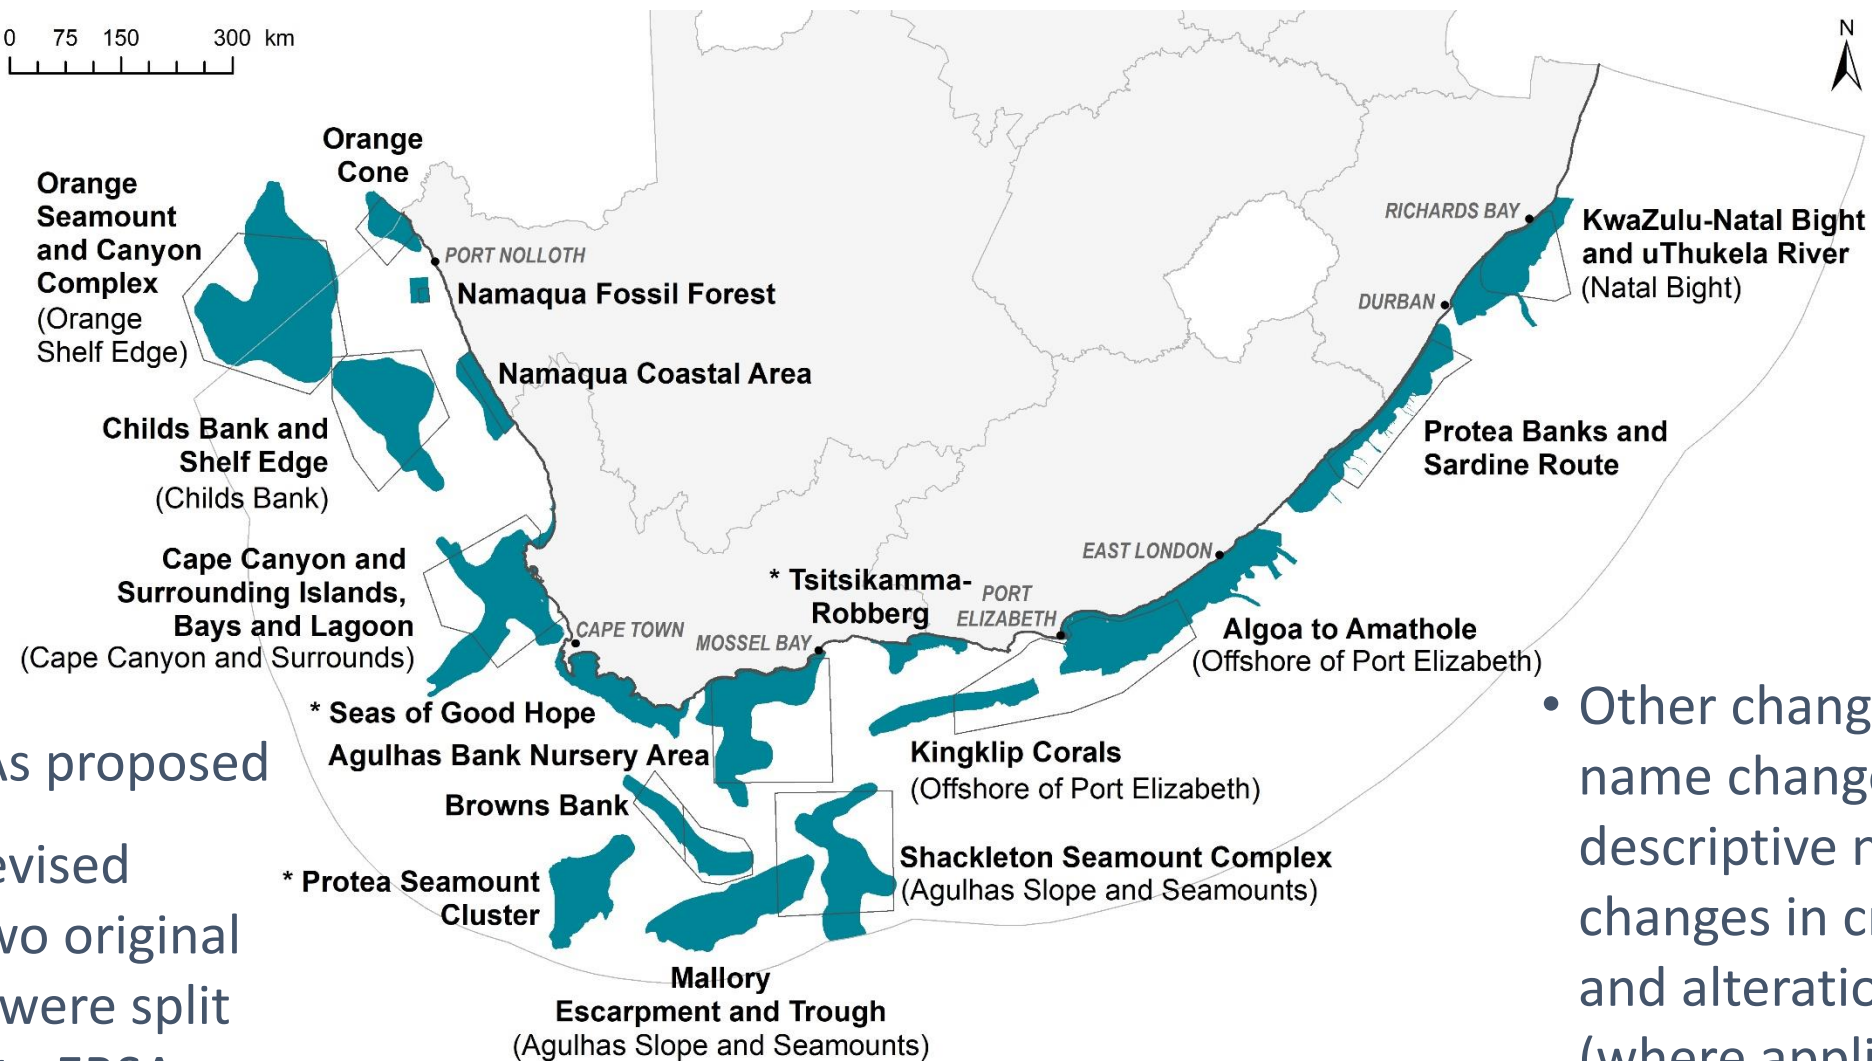 0 75 150 300 km
N
Orange
Cone
Orange
Seamount
and Canyon
Complex
(Orange
Shelf Edge)
PORT NOLLOTH
Namaqua Fossil Forest
Namaqua Coastal Area
Childs Bank and
Shelf Edge
(Childs Bank)
Cape Canyon and
Surrounding Islands,
Bays and Lagoon
(Cape Canyon and Surrounds)
CAPE TOWN
MOSSEL BAY
* Tsitsikamma-
Robberg
PORT
ELIZABETH
EAST LONDON
DURBAN
RICHARDS BAY
KwaZulu-Natal Bight
and uThukela River
(Natal Bight)
Protea Banks and
Sardine Route
Algoa to Amathole
(Offshore of Port Elizabeth)
* Seas of Good Hope
Agulhas Bank Nursery Area
Browns Bank
Kingklip Corals
(Offshore of Port Elizabeth)
Shackleton Seamount Complex
(Agulhas Slope and Seamounts)
* Protea Seamount
Cluster
Mallory
Escarpment and Trough
(Agulhas Slope and Seamounts)
As proposed
evised
wo original
were split
• Other chang
name change
descriptive
changes in
and alteratio
(where appli